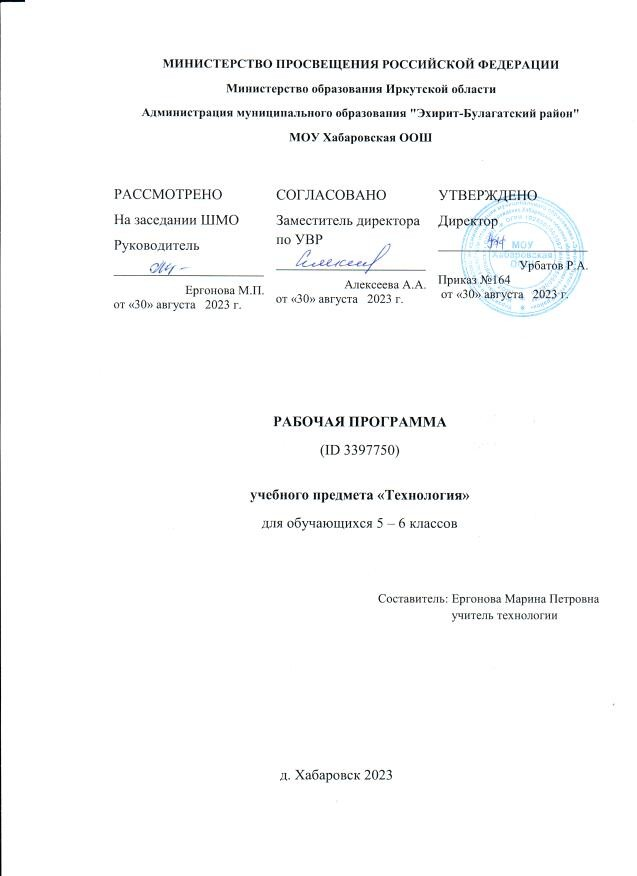 МИНИСТЕРСТВО ПРОСВЕЩЕНИЯ РОССИЙСКОЙ ФЕДЕРАЦИИ
Министерство образования Иркутской области
Администрация муниципального образования "Эхирит-Булагатский район"
МОУ Хабаровская ООШ
РАССМОТРЕНО
На заседании ШМО
Руководитель
Ергонова М.П.
от «30» августа 2023 г.
СОГЛАСОВАНО
Заместитель директора
по УВР
Алексеева А.А.
от «30» августа 2023 г.
УТВЕРЖДЕНО
Директор
МОУ
Хабаровская
Урбатов Р.А.
Приказ №164
от «30» августа 2023 г.
РАБОЧАЯ ПРОГРАММА
(ID 3397750)
учебного предмета «Технология»
для обучающихся 5 – 6 классов
Составитель: Ергонова Марина Петровна
учитель технологии
д. Хабаровск 2023